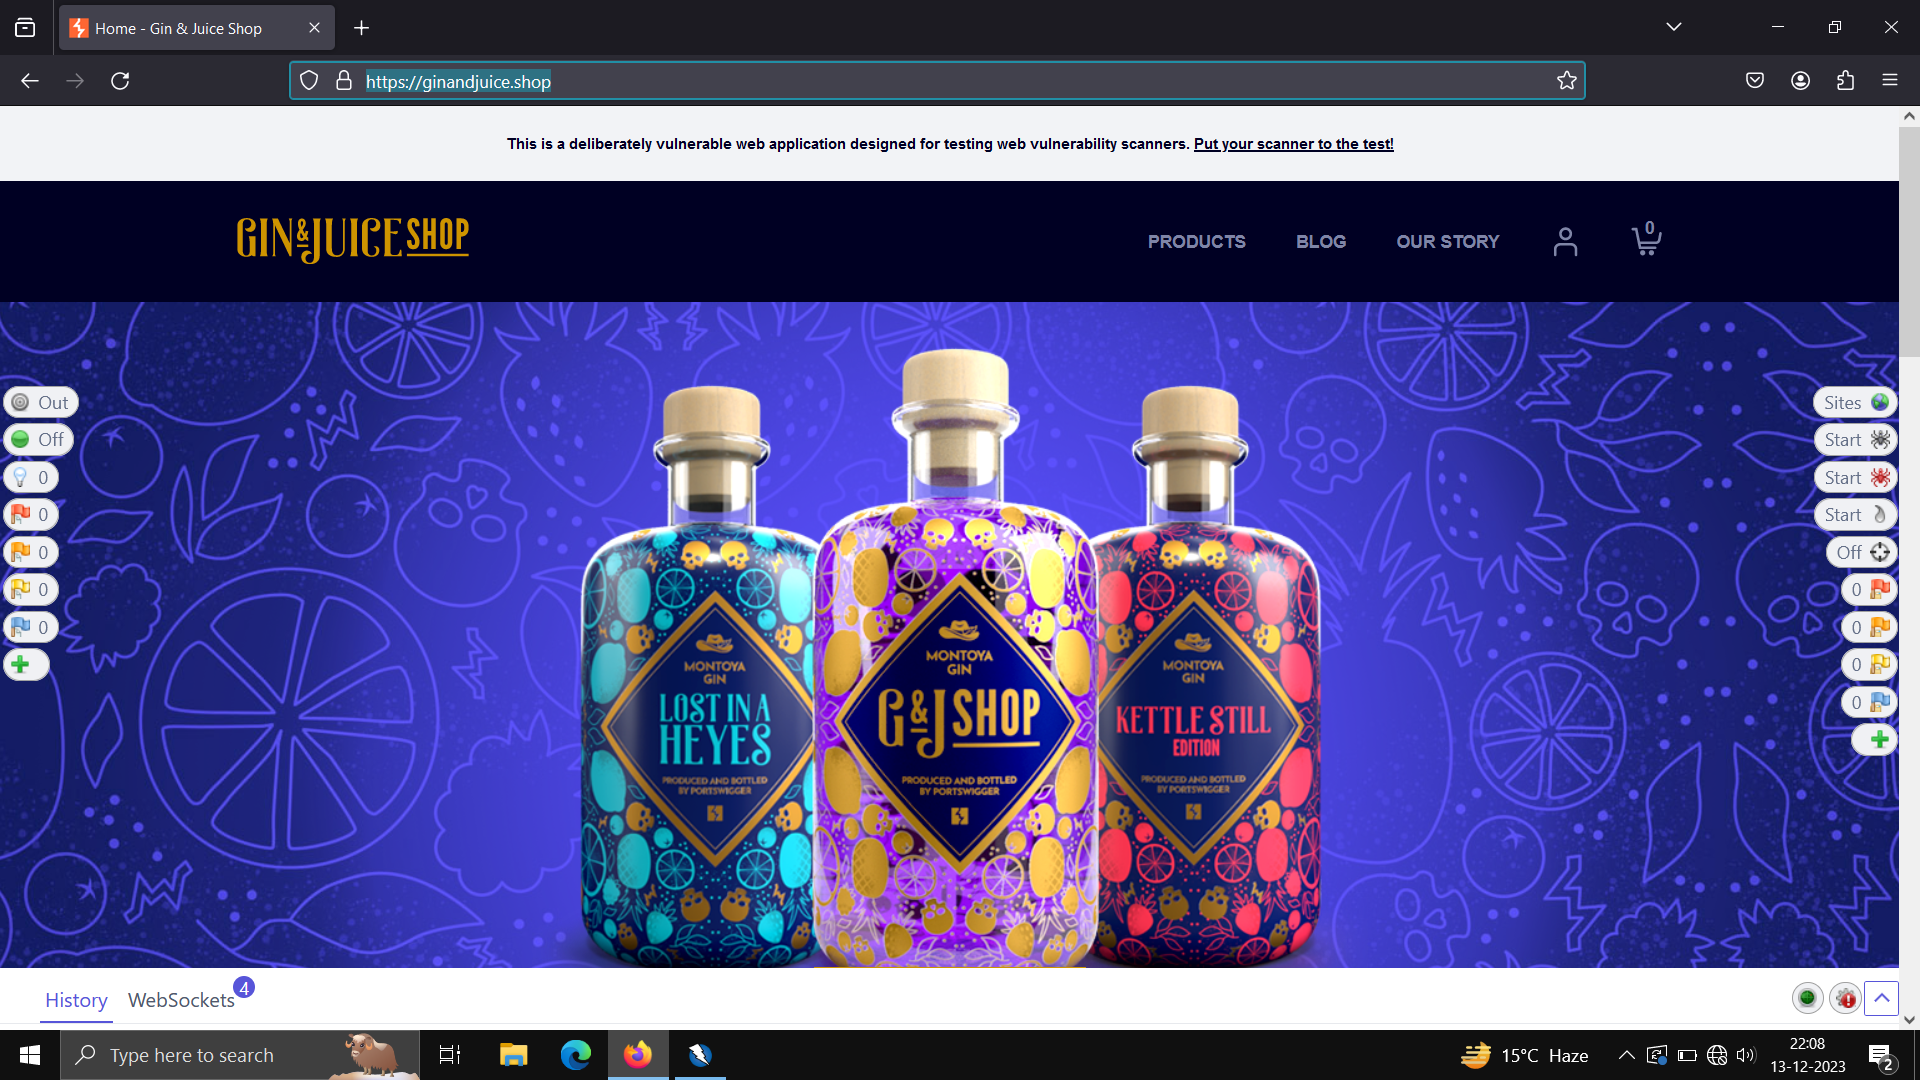 Home - Gin & Juice Shop
https://ginandjuice.shop
This is a deliberately vulnerable web application designed for testing web vulnerability scanners. Put your scanner to the test!
GIN&JUICE SHOP
PRODUCTS
BLOG
OUR STORY
0
Out
Off
0
0
0
0
0
Sites
Start
Start
Start
Off
0
0
0
0
MONTOYA
GIN
LOST IN A
HEYES
PRODUCED AND BOTTLED
BY PORTSWIGGER
MONTOYA
GIN
G&J SHOP
PRODUCED AND BOTTLED
BY PORTSWIGGER
MONTOYA
GIN
KETTLE STILL
EDITION
PRODUCED AND BOTTLED
BY PORTSWIGGER
History
WebSockets
4
Type here to search
15°C Haze
22:08
13-12-2023
2